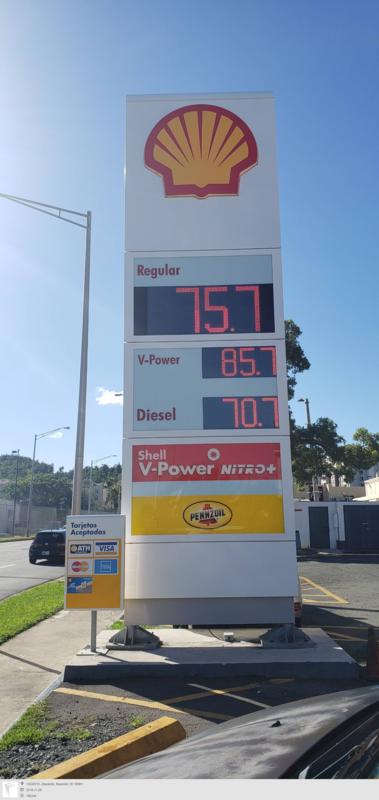 Regular
75.7
V-Power
85.7
Diesel
70.7
Shell
V-Power NiTRO+
PENNZOIL
Tarjetas
Aceptadas
ATH
VISA